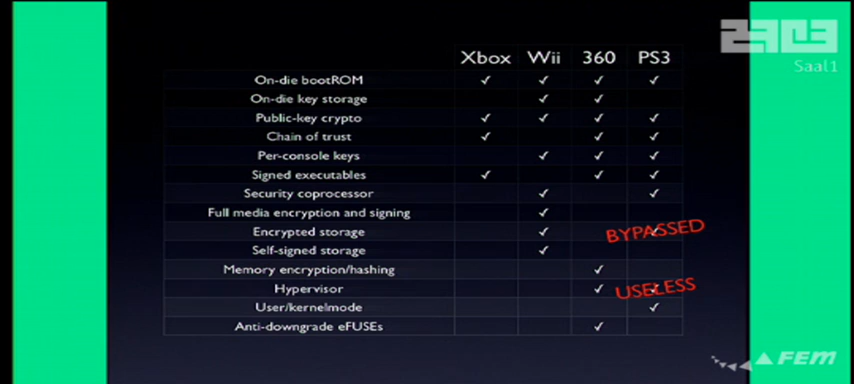 29C3
Saal1
Xbox Wii 360 PS3
On-die bootROM ✓ ✓ ✓ ✓
On-die key storage ✓ ✓
Public-key crypto ✓ ✓ ✓ ✓
Chain of trust ✓ ✓ ✓
Per-console keys ✓ ✓ ✓
Signed executables ✓ ✓ ✓
Security coprocessor ✓ ✓
Full media encryption and signing ✓
Encrypted storage ✓ ✓ BYPASSED
Self-signed storage ✓
Memory encryption/hashing ✓
Hypervisor ✓ ✓ USELESS
User/kernelmode ✓
Anti-downgrade eFUSEs ✓
FEM